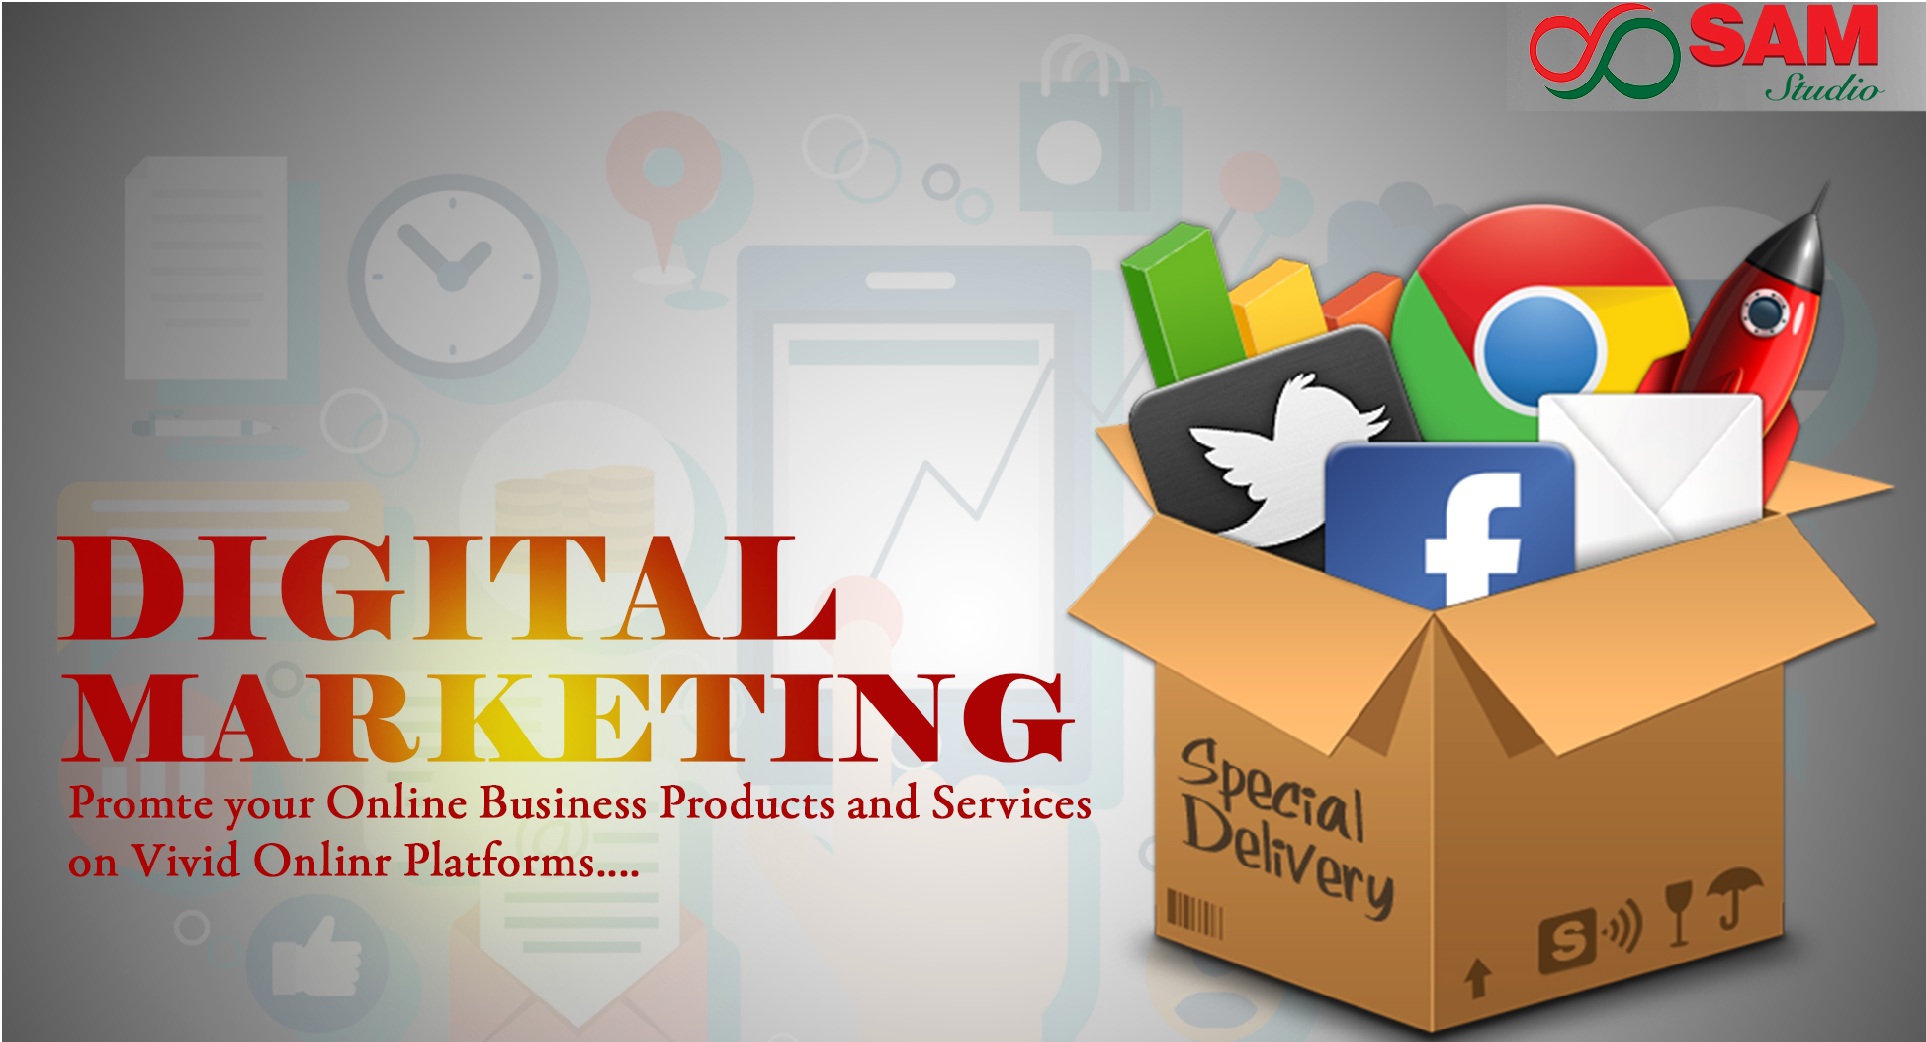 SAM
Studio
DIGITAL
MARKETING
Promte your Online Business Products and Services
on Vivid Onlinr Platforms....
Special
Delivery
f
S